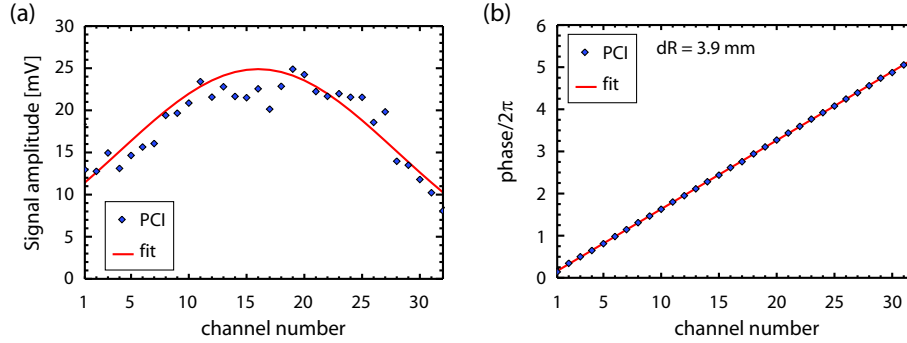 (a)
Signal amplitude [mV]
30
25
20
15
10
5
0
PCI
fit
1 5 10 15 20 25 30
channel number
(b)
phase/2π
6
5
4
3
2
1
0
PCI
fit
dR = 3.9 mm
1 5 10 15 20 25 30
channel number